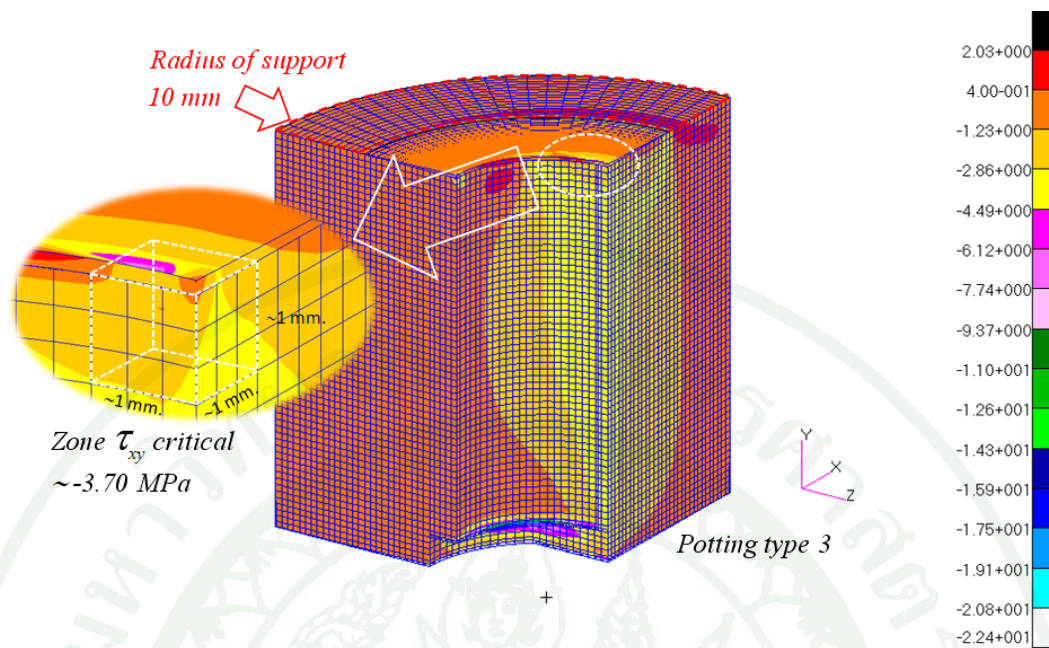 Radius of support
10 mm
~1 mm.
~1 mm.
~1 mm.
Zone τxy critical
~-3.70 MPa
Potting type 3
Y
X
Z
2.03+000
4.00-001
-1.23+000
-2.86+000
-4.49+000
-6.12+000
-7.74+000
-9.37+000
-1.10+001
-1.26+001
-1.43+001
-1.59+001
-1.75+001
-1.91+001
-2.08+001
-2.24+001